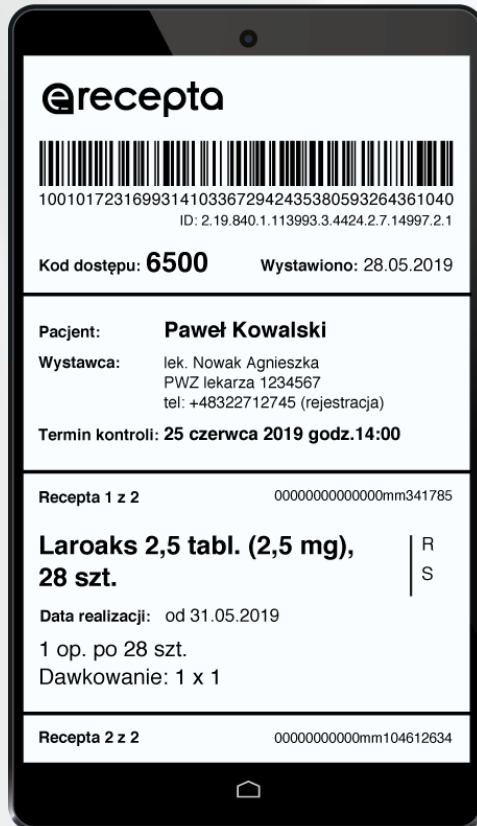 erecepta
10010172316993141033672942435380593264361040
ID: 2.19.840.1.113993.3.4424.2.7.14997.2.1
Kod dostępu: 6500 Wystawiono: 28.05.2019
Pacjent: Paweł Kowalski
Wystawca: lek. Nowak Agnieszka
PWZ lekarza 1234567
tel: +48322712745 (rejestracja)
Termin kontroli: 25 czerwca 2019 godz.14:00
Recepta 1 z 2 00000000000000mm341785
Laroaks 2,5 tabl. (2,5 mg), R
28 szt. S
Data realizacji: od 31.05.2019
1 op. po 28 szt.
Dawkowanie: 1 x 1
Recepta 2 z 2 00000000000mm104612634